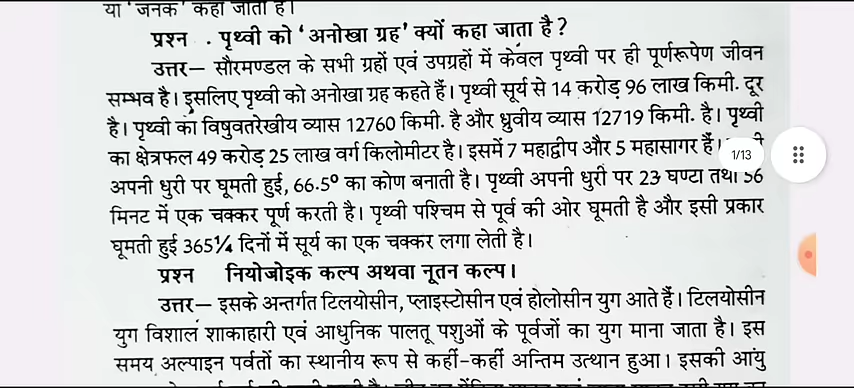 या 'जनक' कहा जाता है।
प्रश्न . पृथ्वी को 'अनोखा ग्रह' क्यों कहा जाता है?
उत्तर— सौरमण्डल के सभी ग्रहों एवं उपग्रहों में केवल पृथ्वी पर ही पूर्णरूपेण जीवन
सम्भव है। इसलिए पृथ्वी को अनोखा ग्रह कहते हैं। पृथ्वी सूर्य से 14 करोड़ 96 लाख किमी. दूर
है। पृथ्वी का विषुवतरेखीय व्यास 12760 किमी. है और ध्रुवीय व्यास 12719 किमी. है। पृथ्वी
का क्षेत्रफल 49 करोड़ 25 लाख वर्ग किलोमीटर है। इसमें 7 महाद्वीप और 5 महासागर हैं।
1/13
अपनी धुरी पर घूमती हुई, 66.5° का कोण बनाती है। पृथ्वी अपनी धुरी पर 23 घण्टा तथा 56
मिनट में एक चक्कर पूर्ण करती है। पृथ्वी पश्चिम से पूर्व की ओर घूमती है और इसी प्रकार
घूमती हुई 365¼ दिनों में सूर्य का एक चक्कर लगा लेती है।
प्रश्न नियोजोइक कल्प अथवा नूतन कल्प।
उत्तर— इसके अन्तर्गत टिलयोसीन, प्लाइस्टोसीन एवं होलोसीन युग आते हैं। टिलयोसीन
युग विशाल शाकाहारी एवं आधुनिक पालतू पशुओं के पूर्वजों का युग माना जाता है। इस
समय अल्पाइन पर्वतों का स्थानीय रूप से कहीं-कहीं अन्तिम उत्थान हुआ। इसकी आयु